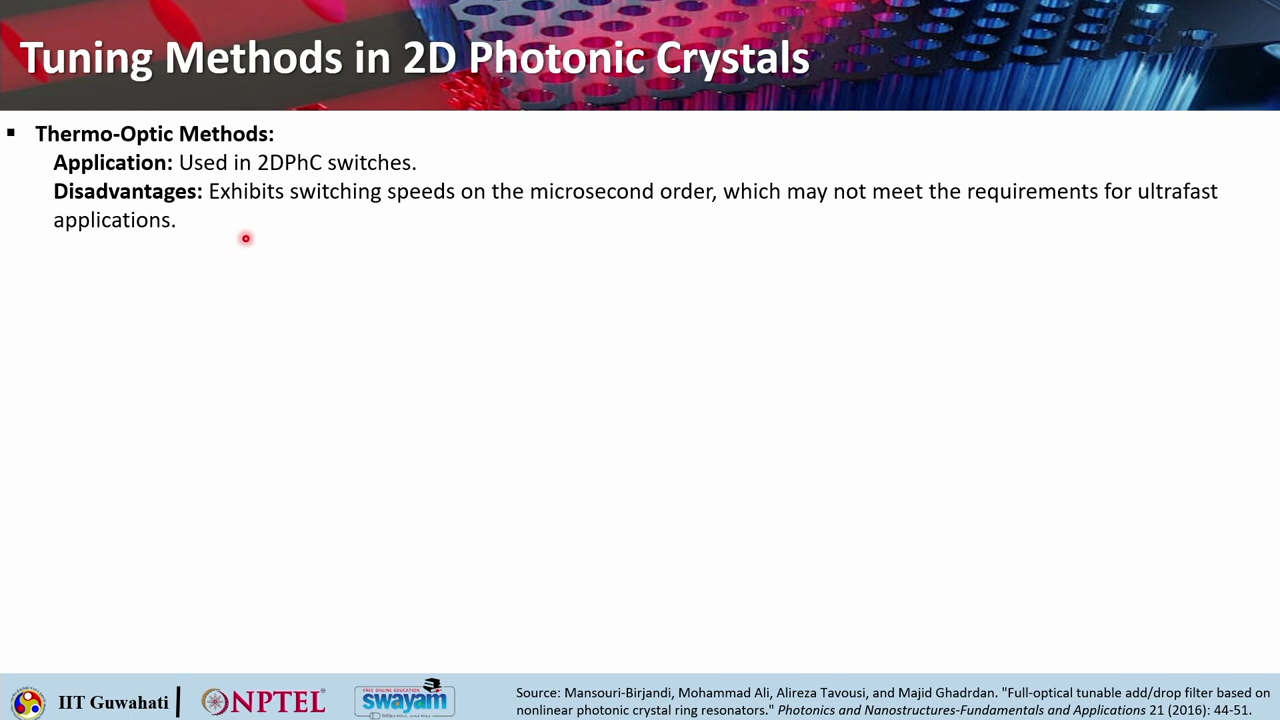 Tuning Methods in 2D Photonic Crystals
▪ Thermo-Optic Methods:
Application: Used in 2DPhC switches.
Disadvantages: Exhibits switching speeds on the microsecond order, which may not meet the requirements for ultrafast
applications.
IIT Guwahati
NPTEL
FREE ONLINE EDUCATION
swayam
Source: Mansouri-Birjandi, Mohammad Ali, Alireza Tavousi, and Majid Ghadrdan. "Full-optical tunable add/drop filter based on
nonlinear photonic crystal ring resonators." Photonics and Nanostructures-Fundamentals and Applications 21 (2016): 44-51.